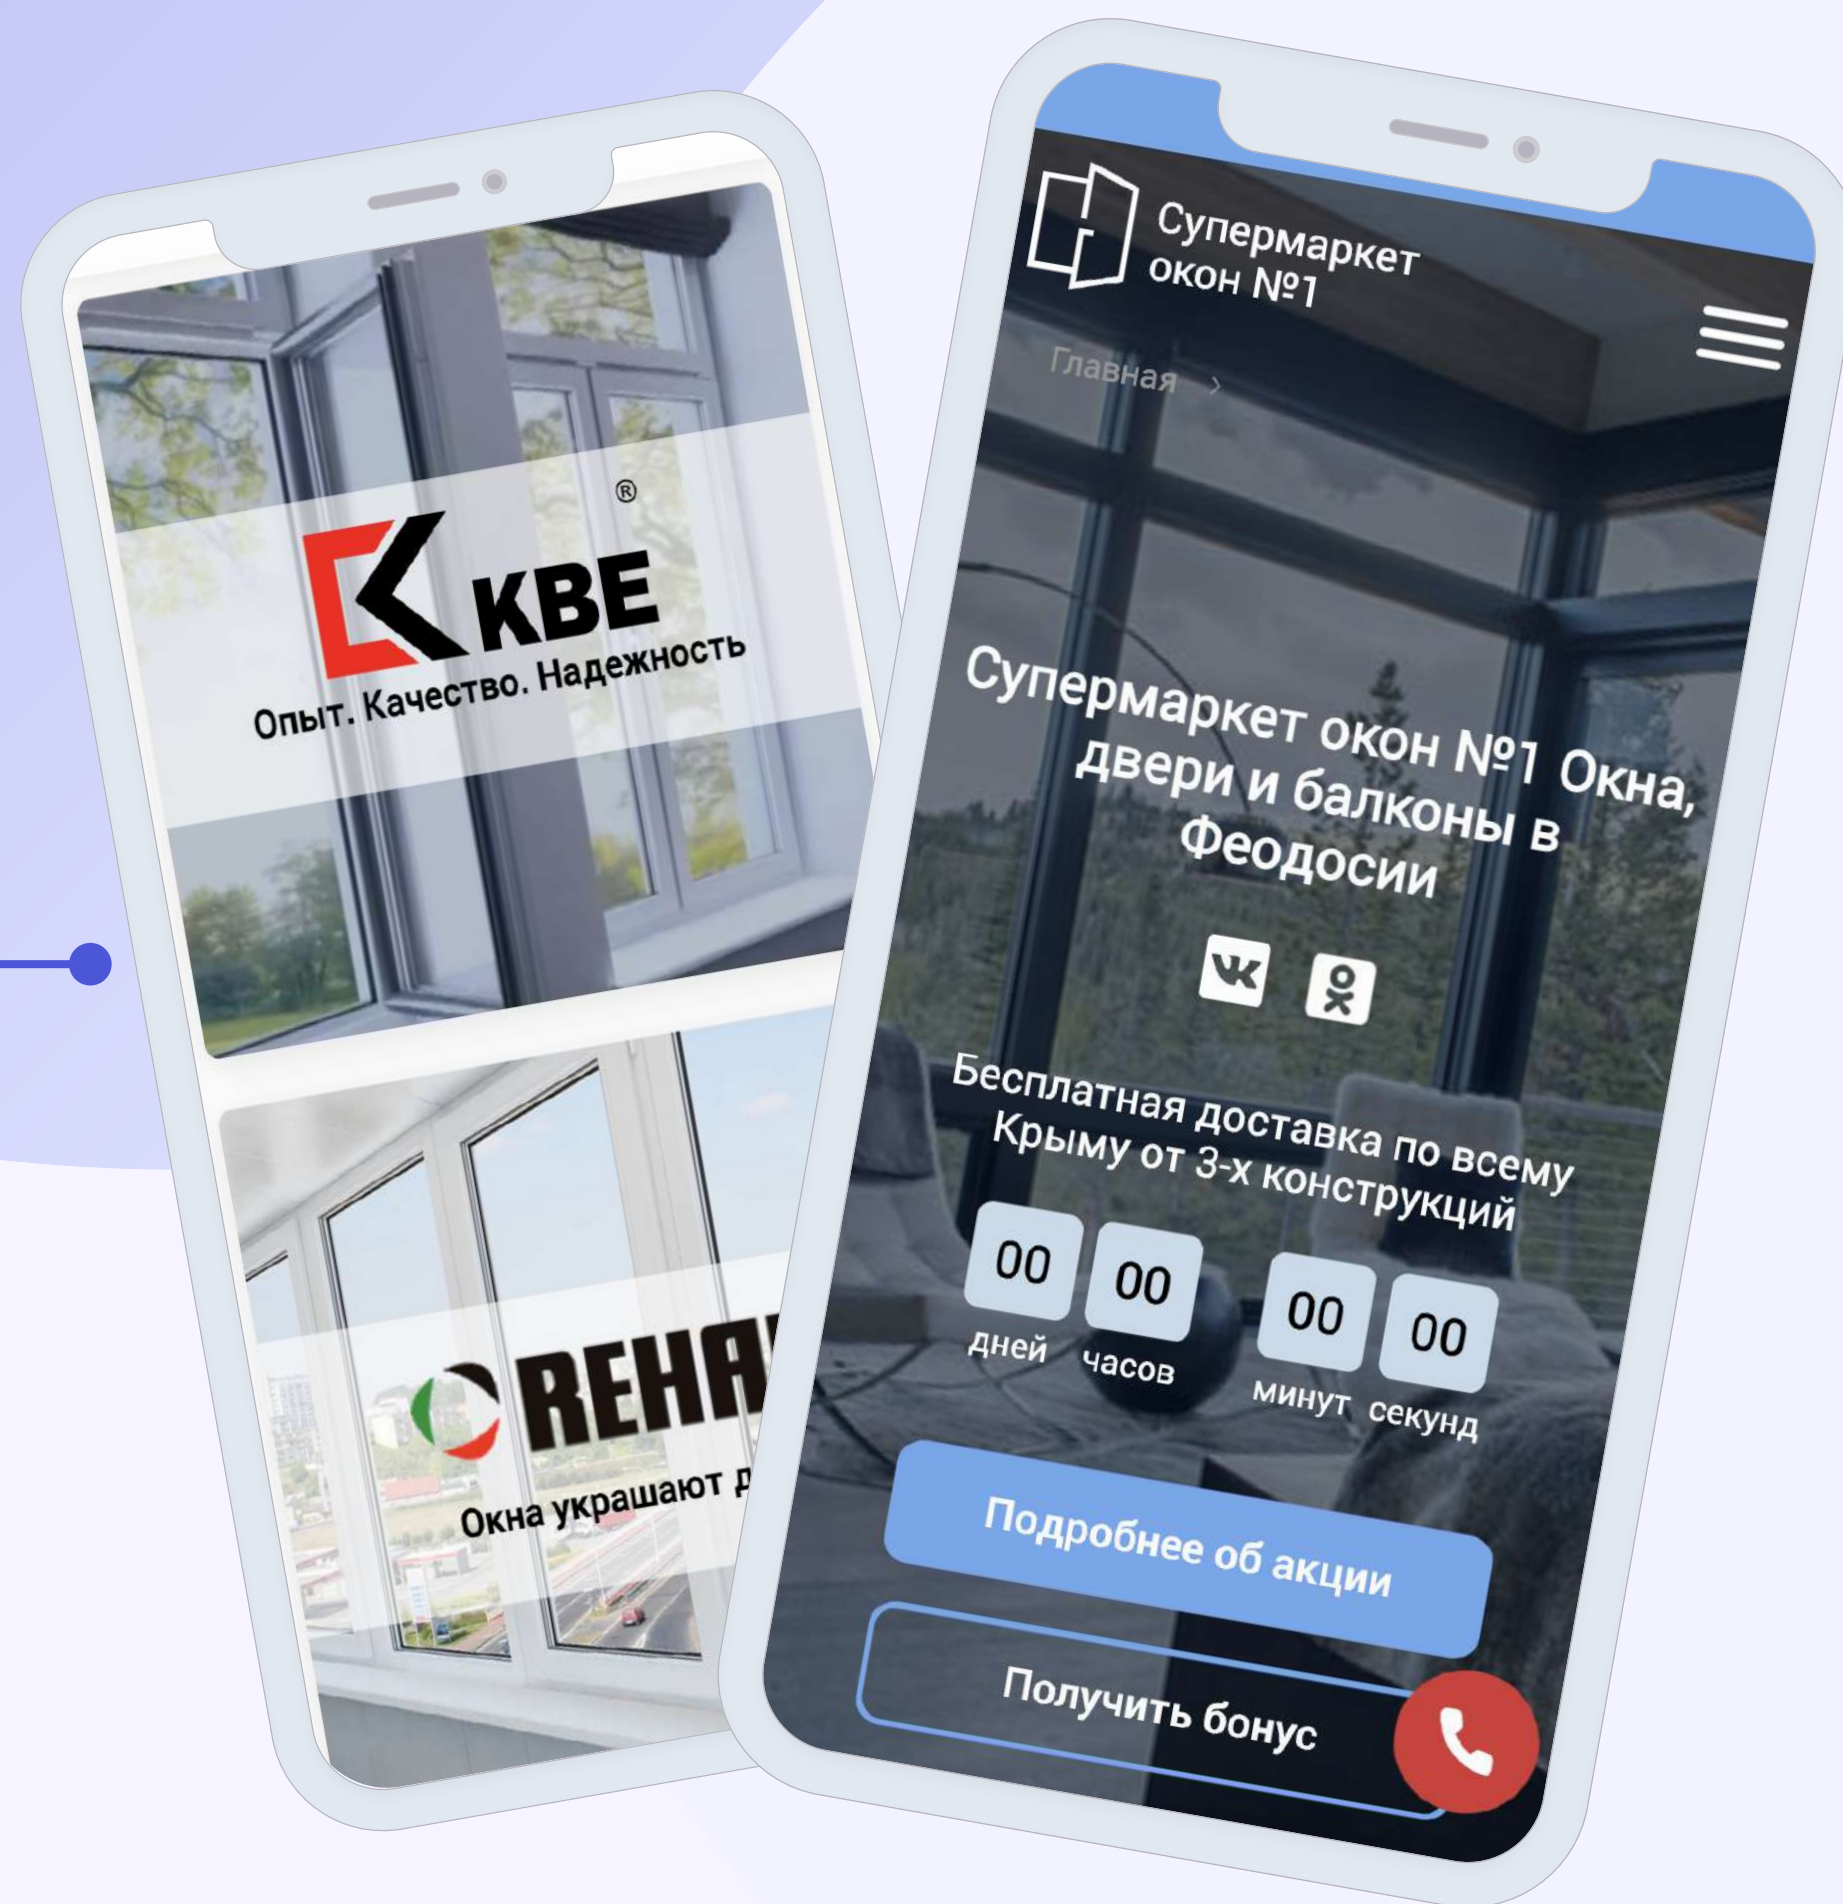 ®
KBE
Опыт. Качество. Надежность
REHA
Окна украшают д
Супермаркет
окон №1
Главная >
Супермаркет окон №1 Окна,
двери и балконы в
Феодосии
Бесплатная доставка по всему
Крыму от 3-х конструкций
00 00 00 00
дней часов минут секунд
Подробнее об акции
Получить бонус